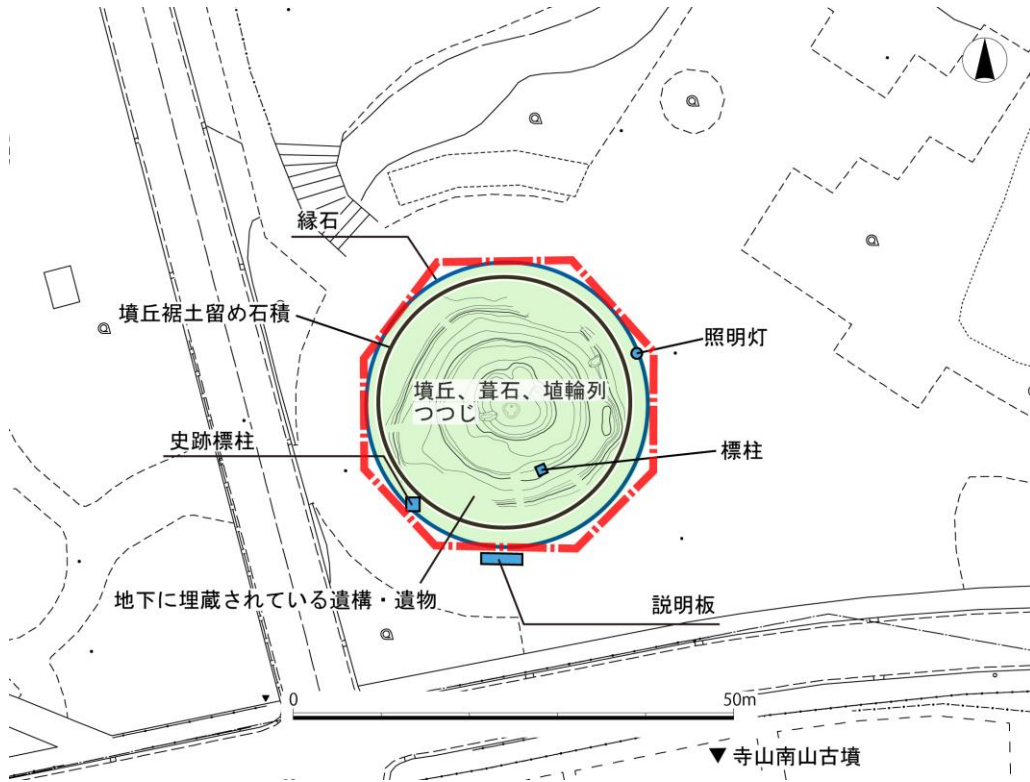 縁石
墳丘裾土留め石積
照明灯
墳丘、葺石、埴輪列
つつじ
史跡標柱
標柱
地下に埋蔵されている遺構・遺物
説明板
0
50m
▼ 寺山南山古墳